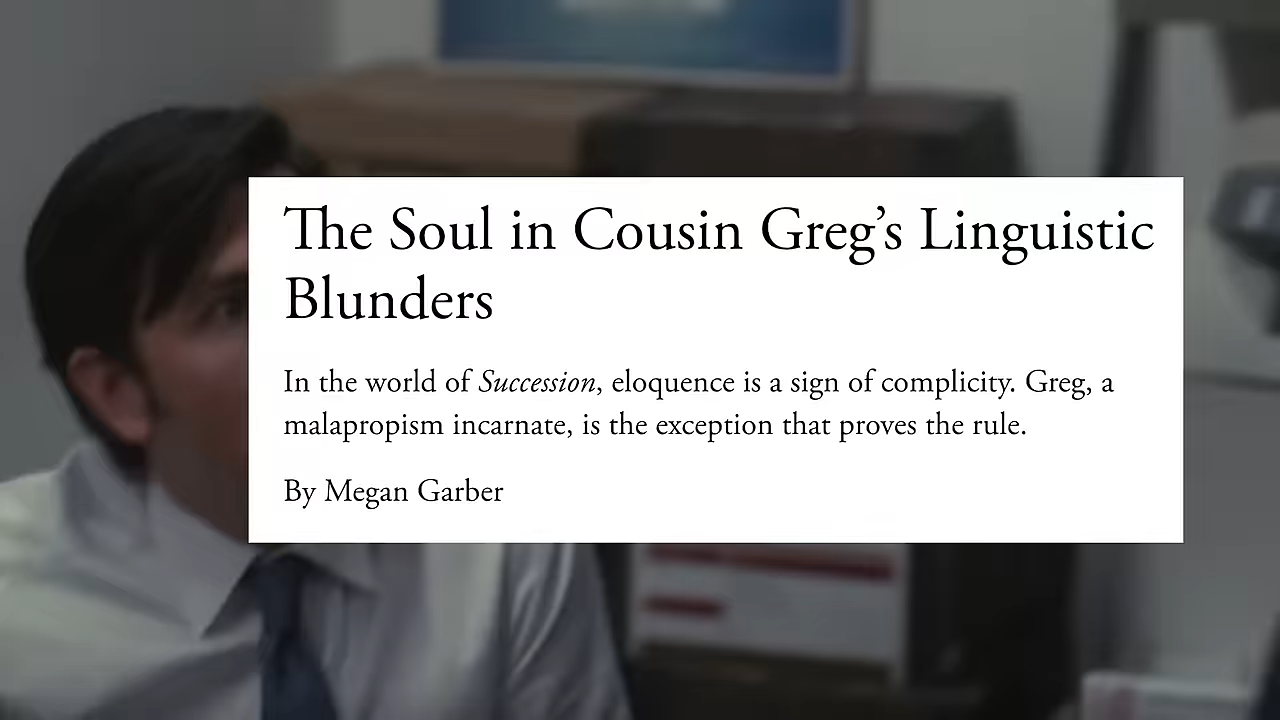 The Soul in Cousin Greg’s Linguistic
Blunders
In the world of Succession, eloquence is a sign of complicity. Greg, a
malapropism incarnate, is the exception that proves the rule.
By Megan Garber